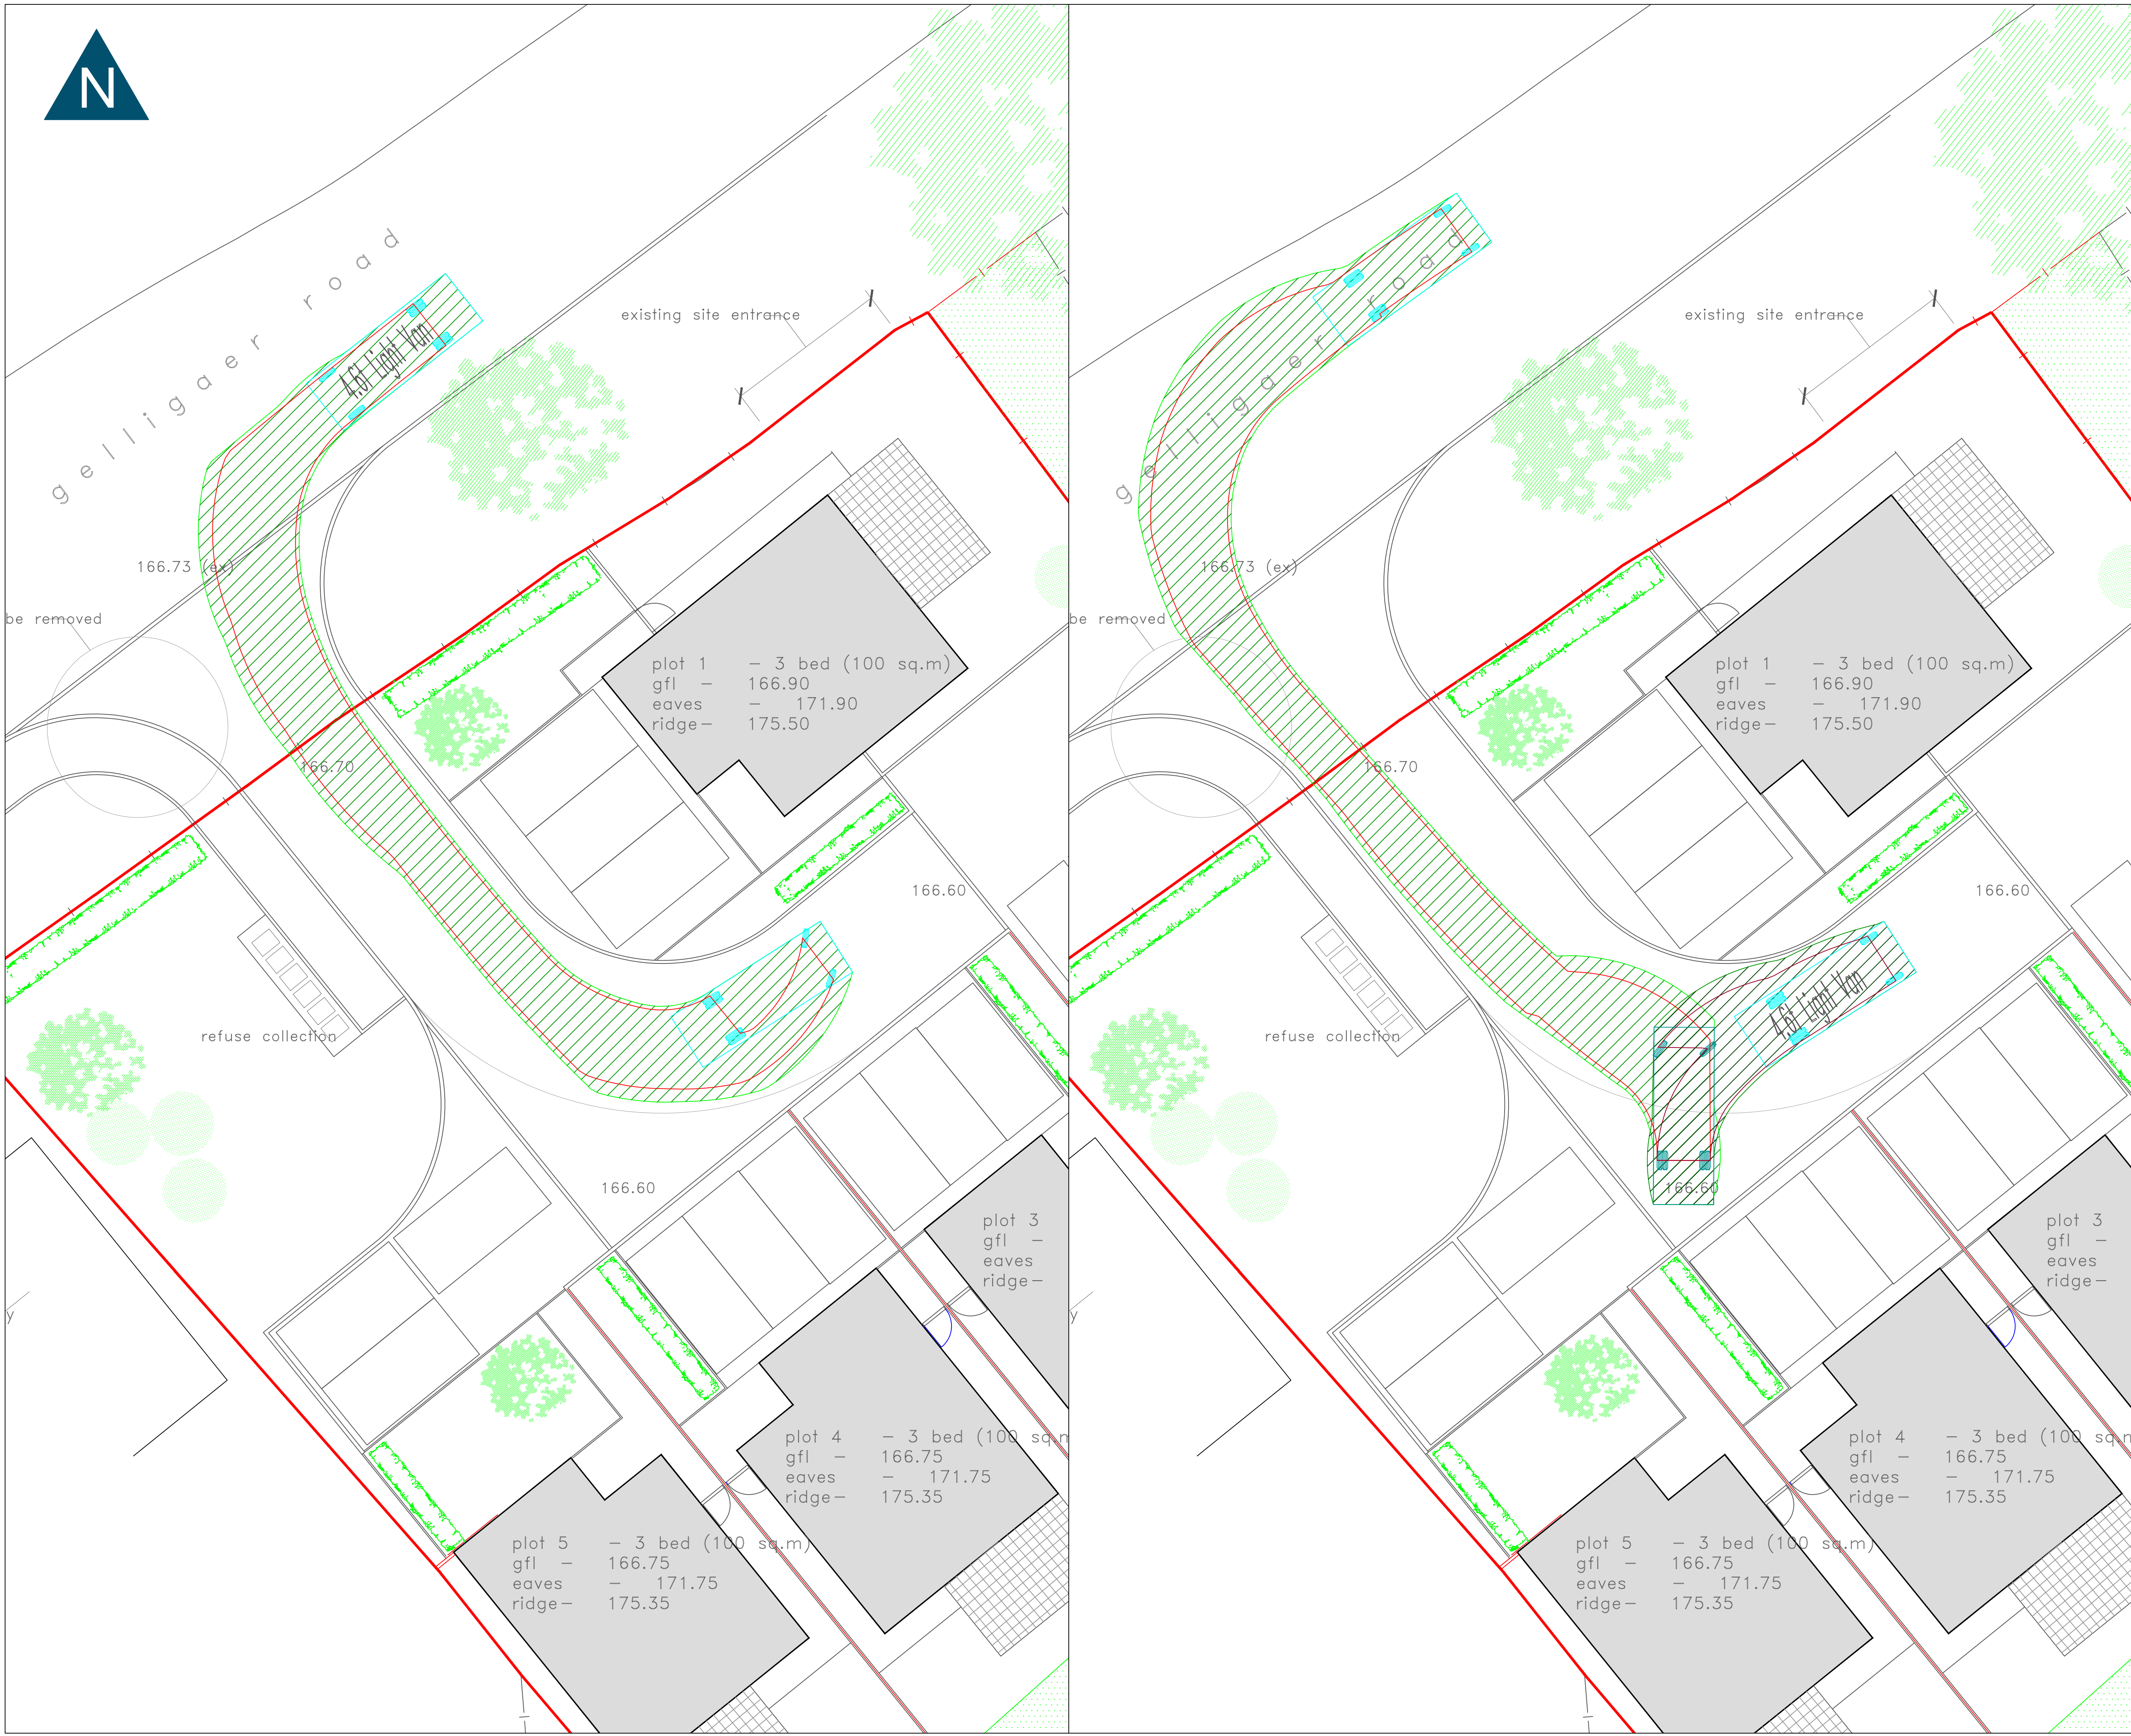 N
gelligaer road
4.6t Light Van
existing site entrance
166.73 (ex)
be removed
plot 1 – 3 bed (100 sq.m)
gfl – 166.90
eaves – 171.90
ridge– 175.50
166.70
166.60
refuse collection
166.60
plot 3
gfl –
eaves
ridge–
y
plot 4 – 3 bed (100 sq.m
gfl – 166.75
eaves – 171.75
ridge– 175.35
plot 5 – 3 bed (100 sq.m)
gfl – 166.75
eaves – 171.75
ridge– 175.35
gelligaer road
existing site entrance
166.73 (ex)
be removed
plot 1 – 3 bed (100 sq.m)
gfl – 166.90
eaves – 171.90
ridge– 175.50
166.70
166.60
4.6t Light Van
refuse collection
166.60
plot 3
gfl –
eaves
ridge–
y
plot 4 – 3 bed (100 sq.m
gfl – 166.75
eaves – 171.75
ridge– 175.35
plot 5 – 3 bed (100 sq.m)
gfl – 166.75
eaves – 171.75
ridge– 175.35